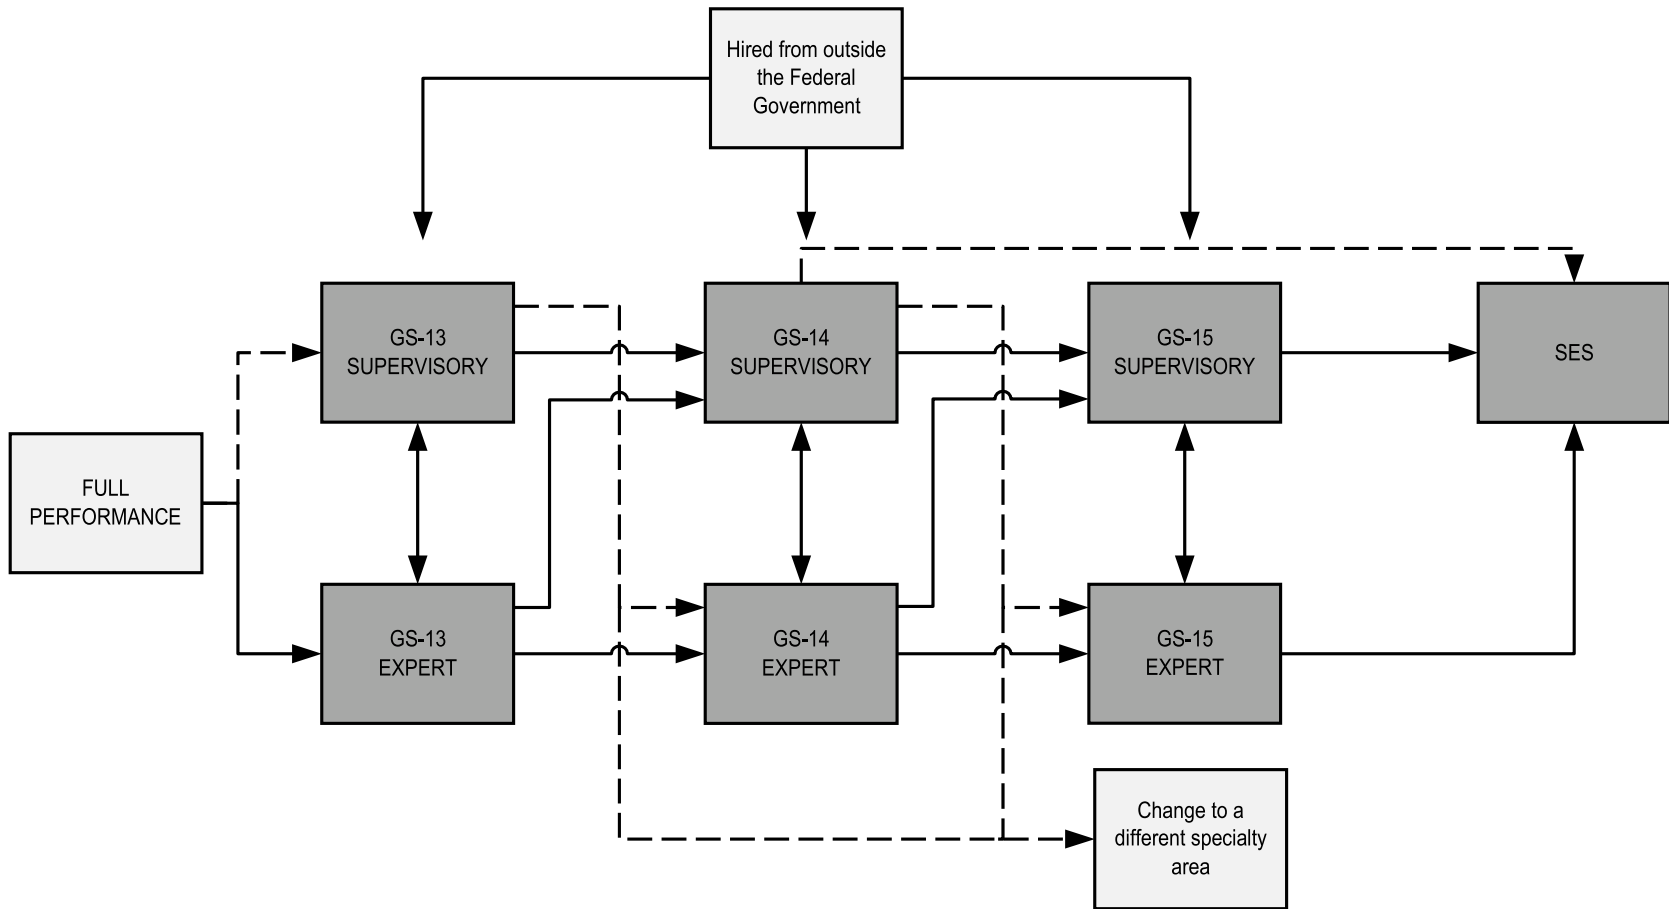 Hired from outside
the Federal
Government
GS-13
SUPERVISORY
GS-14
SUPERVISORY
GS-15
SUPERVISORY
SES
FULL
PERFORMANCE
GS-13
EXPERT
GS-14
EXPERT
GS-15
EXPERT
Change to a
different specialty
area